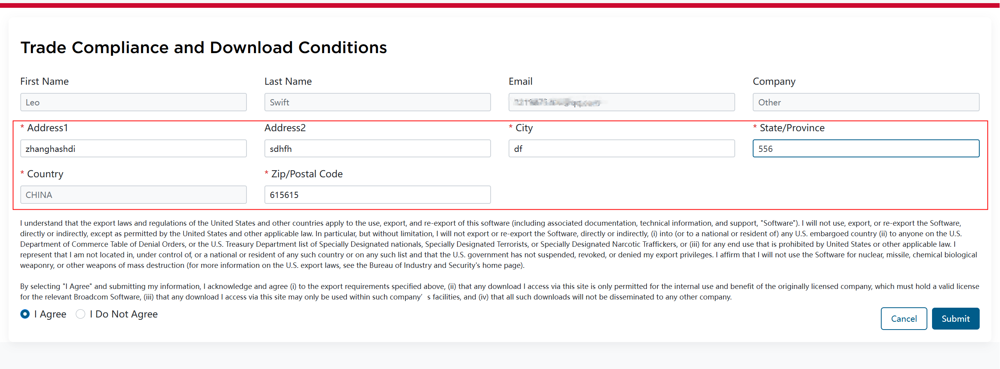 Trade Compliance and Download Conditions
First Name Last Name Email Company
Leo Swift Other
* Address1 Address2 * City * State/Province
zhanghashdi sdhfh df 556
* Country * Zip/Postal Code
CHINA 615615
I understand that the export laws and regulations of the United States and other countries apply to the use, export, and re-export of this software (including associated documentation, technical information, and support, "Software"). I will not use, export, or re-export the Software,
directly or indirectly, except as permitted by the United States and other applicable law. In particular, but without limitation, I will not export or re-export the Software, directly or indirectly, (i) into (or to a national or resident of) any U.S. embargoed country (ii) to anyone on the U.S.
Department of Commerce Table of Denial Orders, or the U.S. Treasury Department list of Specially Designated nationals, Specially Designated Terrorists, or Specially Designated Narcotic Traffickers, or (iii) for any end use that is prohibited by United States or other applicable law. I
represent that I am not located in, under control of, or a national or resident of any such country or on any such list and that the U.S. government has not suspended, revoked, or denied my export privileges. I affirm that I will not use the Software for nuclear, missile, chemical biological
weaponry, or other weapons of mass destruction (for more information on the U.S. export laws, see the Bureau of Industry and Security's home page).
By selecting "I Agree" and submitting my information, I acknowledge and agree (i) to the export requirements specified above, (ii) that any download I access via this site is only permitted for the internal use and benefit of the originally licensed company, which must hold a valid license
for the relevant Broadcom Software, (iii) that any download I access via this site may only be used within such company’s facilities, and (iv) that all such downloads will not be disseminated to any other company.
I Agree I Do Not Agree
Cancel Submit